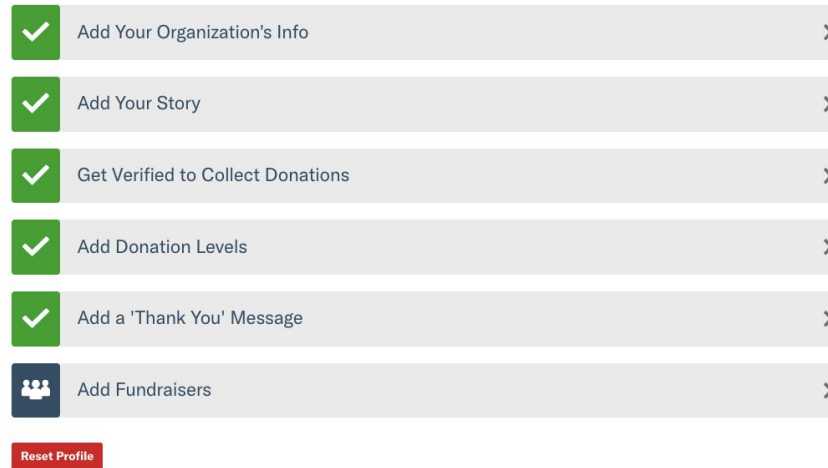 Add Your Organization's Info
Add Your Story
Get Verified to Collect Donations
Add Donation Levels
Add a 'Thank You' Message
Add Fundraisers
Reset Profile